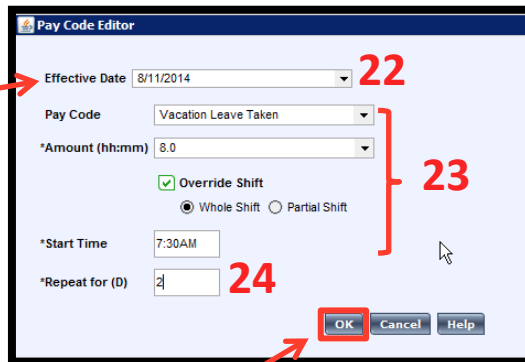 Pay Code Editor
Effective Date 8/11/2014 22
Pay Code Vacation Leave Taken
*Amount (hh:mm) 8.0
23
Override Shift
Whole Shift Partial Shift
*Start Time 7:30AM
*Repeat for (D) 2 24
OK Cancel Help